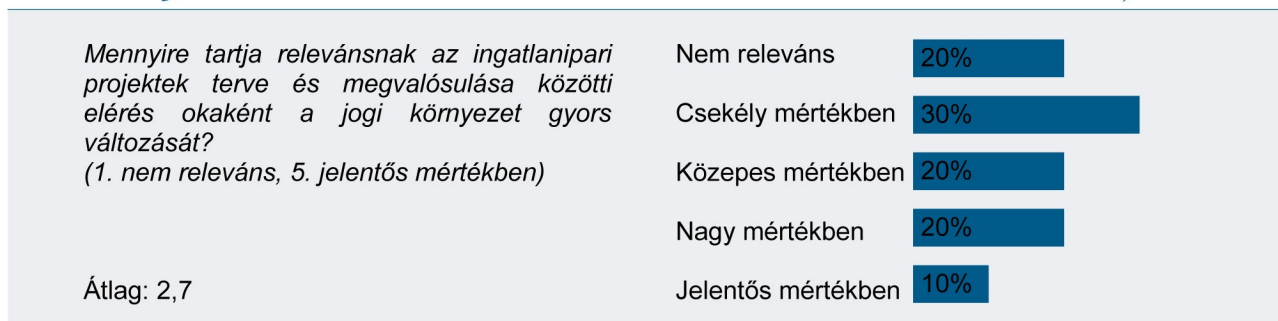 Mennyire tartja relevánsnak az ingatlanipari
projektek terve és megvalósulása közötti
elérés okaként a jogi környezet gyors
változását?
(1. nem releváns, 5. jelentős mértékben)
Átlag: 2,7
Nem releváns 20%
Csekély mértékben 30%
Közepes mértékben 20%
Nagy mértékben 20%
Jelentős mértékben 10%